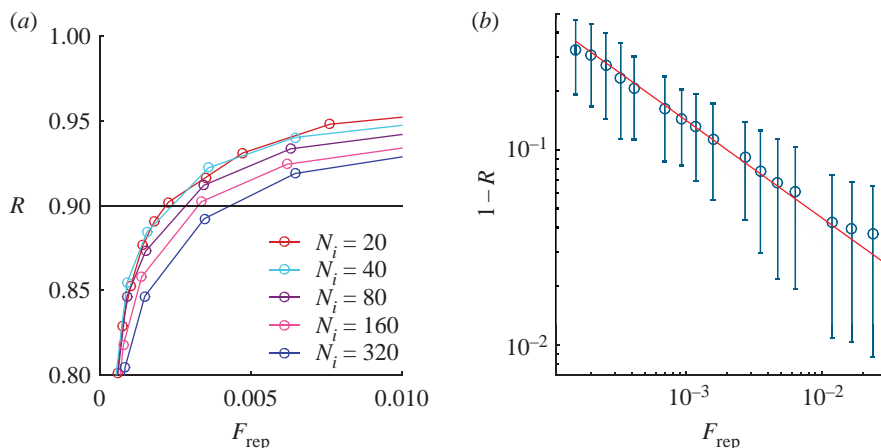 (a)
1.00
0.95
R 0.90
0.85
0.80
0 0.005 0.010
F_rep
N_i = 20
N_i = 40
N_i = 80
N_i = 160
N_i = 320
(b)
10^–1
1 – R
10^–2
10^–3 10^–2
F_rep